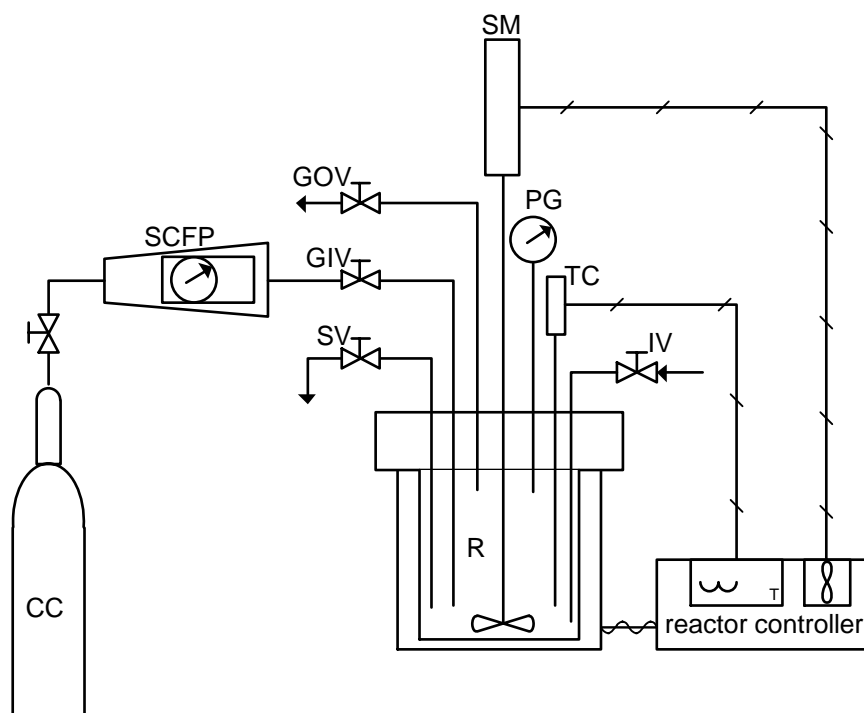 SM
GOV
PG
SCFP
GIV
TC
SV
IV
R
CC
T
reactor controller